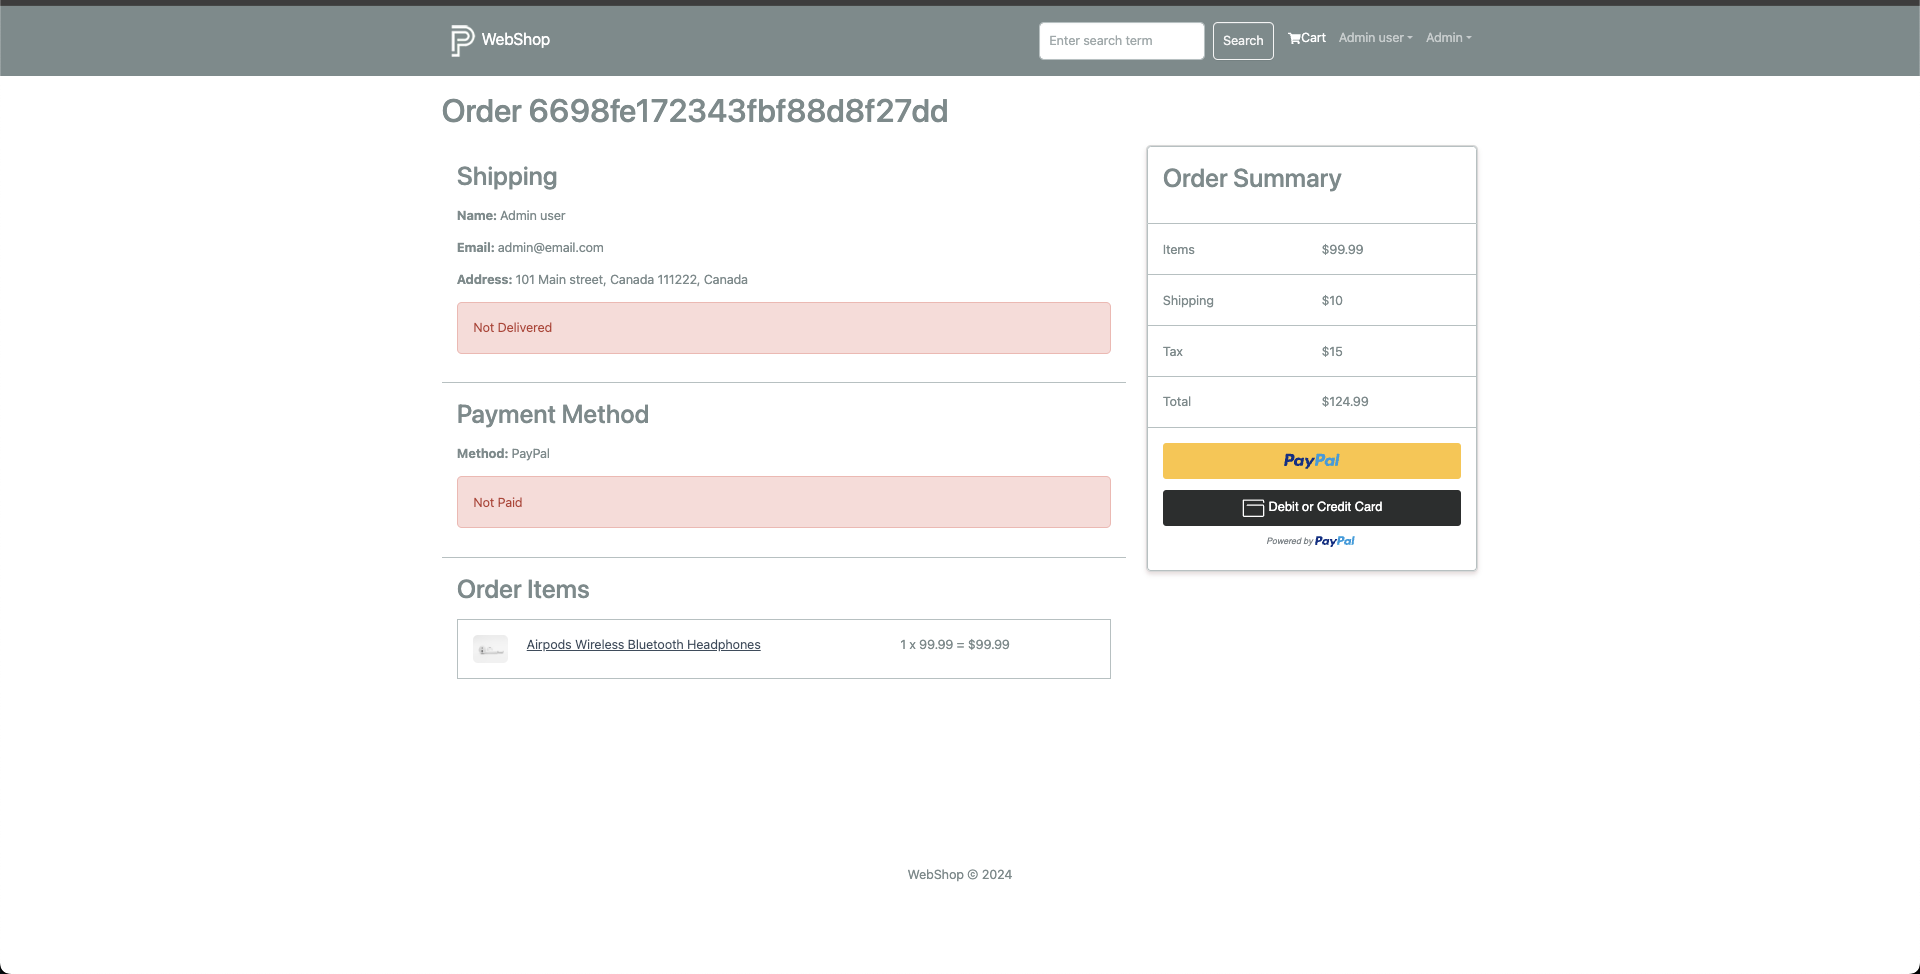 WebShop
Enter search term
Search
Cart
Admin user
Admin
Order 6698fe172343fbf88d8f27dd
Shipping
Name: Admin user
Email: admin@email.com
Address: 101 Main street, Canada 111222, Canada
Not Delivered
Payment Method
Method: PayPal
Not Paid
Order Items
Airpods Wireless Bluetooth Headphones
1 x 99.99 = $99.99
Order Summary
Items $99.99
Shipping $10
Tax $15
Total $124.99
PayPal
Debit or Credit Card
Powered by PayPal
WebShop © 2024